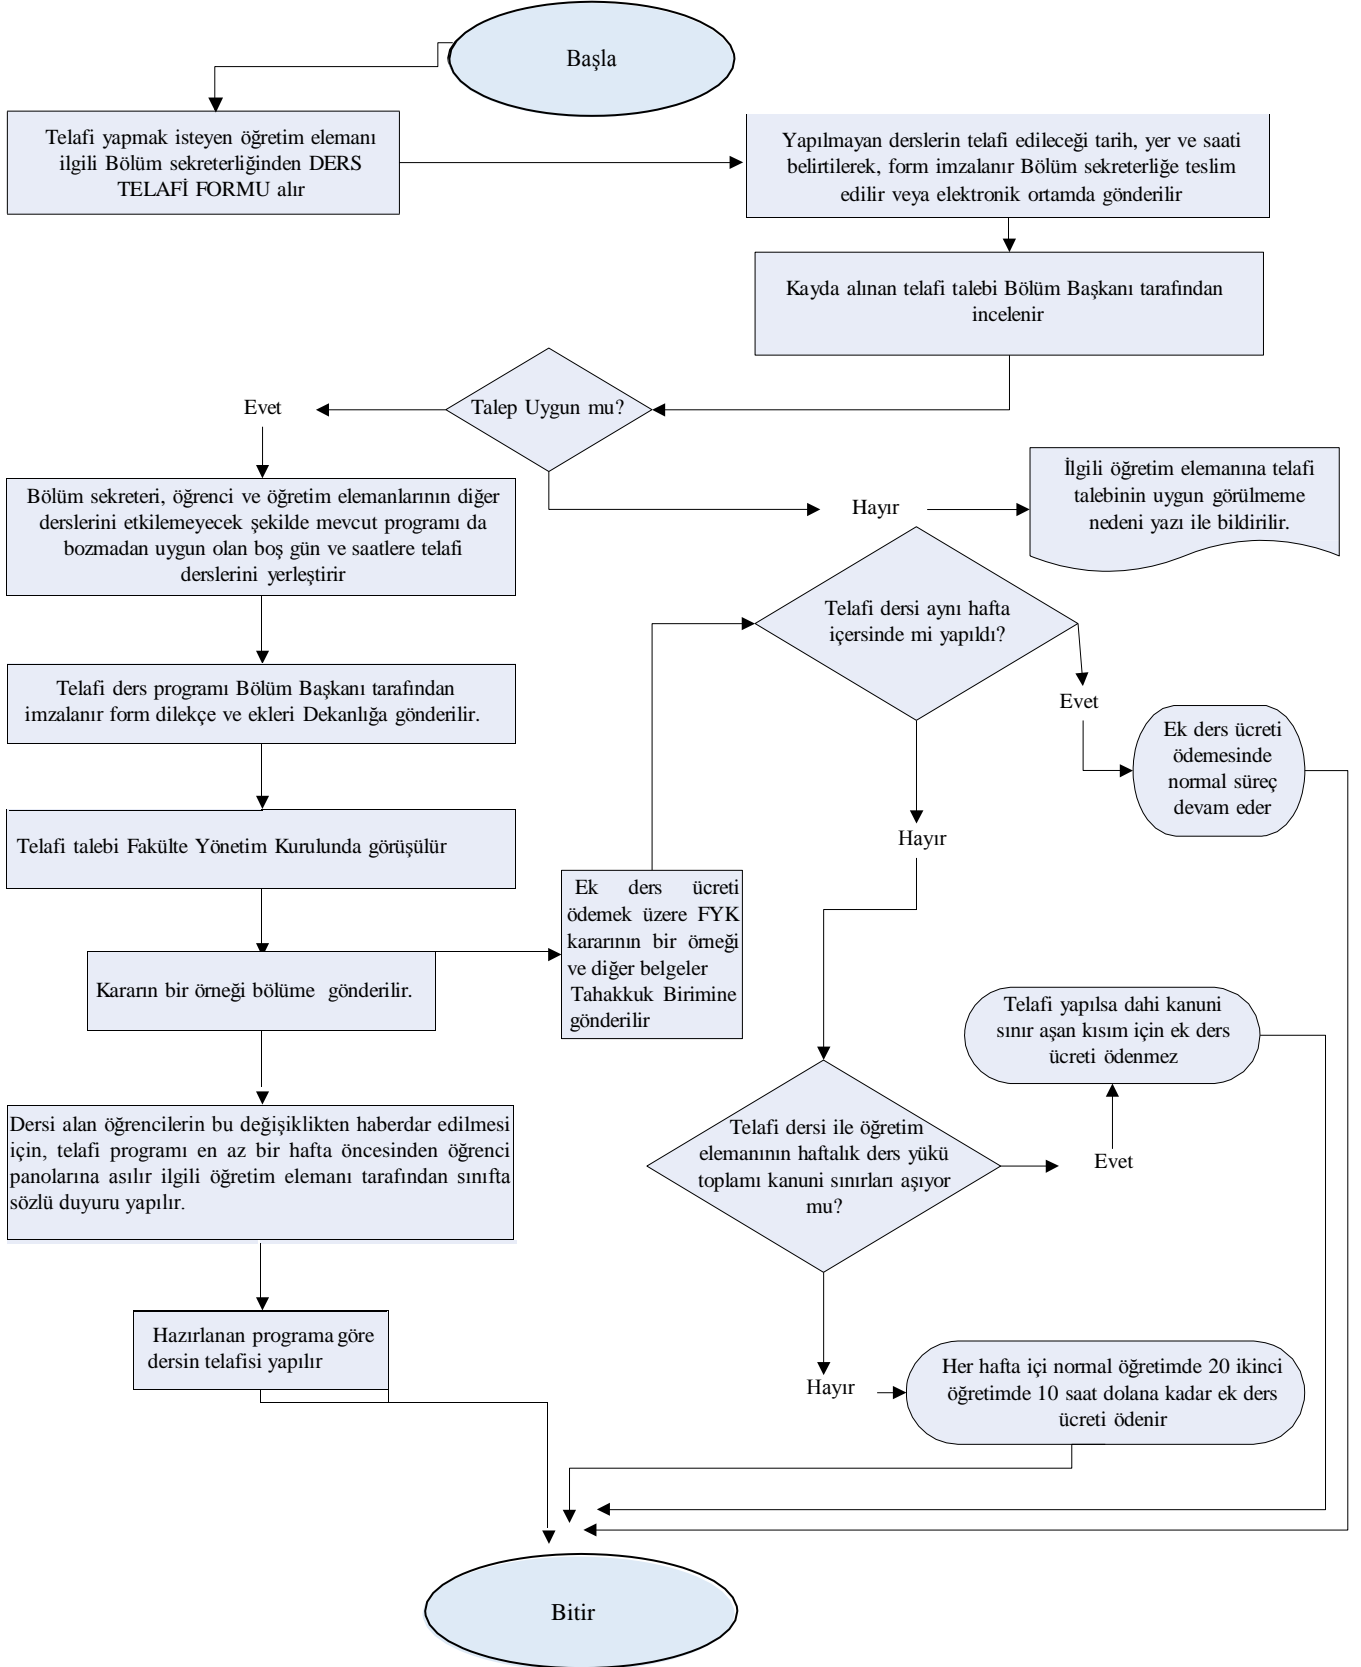 Başla
Telafi yapmak isteyen öğretim elemanı
ilgili Bölüm sekreterliğinden DERS
TELAFİ FORMU alır
Yapılmayan derslerin telafi edileceği tarih, yer ve saati
belirtilerek, form imzalanır Bölüm sekreterliğe teslim
edilir veya elektronik ortamda gönderilir
Kayda alınan telafi talebi Bölüm Başkanı tarafından
incelenir
Talep Uygun mu?
Evet
Hayır
İlgili öğretim elemanına telafi
talebinin uygun görülmeme
nedeni yazı ile bildirilir.
Bölüm sekreteri, öğrenci ve öğretim elemanlarının diğer
derslerini etkilemeyecek şekilde mevcut programı da
bozmadan uygun olan boş gün ve saatlere telafi
derslerini yerleştirir
Telafi ders programı Bölüm Başkanı tarafından
imzalanır form dilekçe ve ekleri Dekanlığa gönderilir.
Telafi talebi Fakülte Yönetim Kurulunda görüşülür
Kararın bir örneği bölüme gönderilir.
Ek ders ücreti
ödemek üzere FYK
kararının bir örneği
ve diğer belgeler
Tahakkuk Birimine
gönderilir
Telafi dersi aynı hafta
içersinde mi yapıldı?
Evet
Ek ders ücreti
ödemesinde
normal süreç
devam eder
Hayır
Telafi dersi ile öğretim
elemanının haftalık ders yükü
toplamı kanuni sınırları aşıyor
mu?
Evet
Telafi yapılsa dahi kanuni
sınır aşan kısım için ek ders
ücreti ödenmez
Hayır
Her hafta içi normal öğretimde 20 ikinci
öğretimde 10 saat dolana kadar ek ders
ücreti ödenir
Dersi alan öğrencilerin bu değişiklikten haberdar edilmesi
için, telafi programı en az bir hafta öncesinden öğrenci
panolarına asılır ilgili öğretim elemanı tarafından sınıfta
sözlü duyuru yapılır.
Hazırlanan programa göre
dersin telafisi yapılır
Bitir